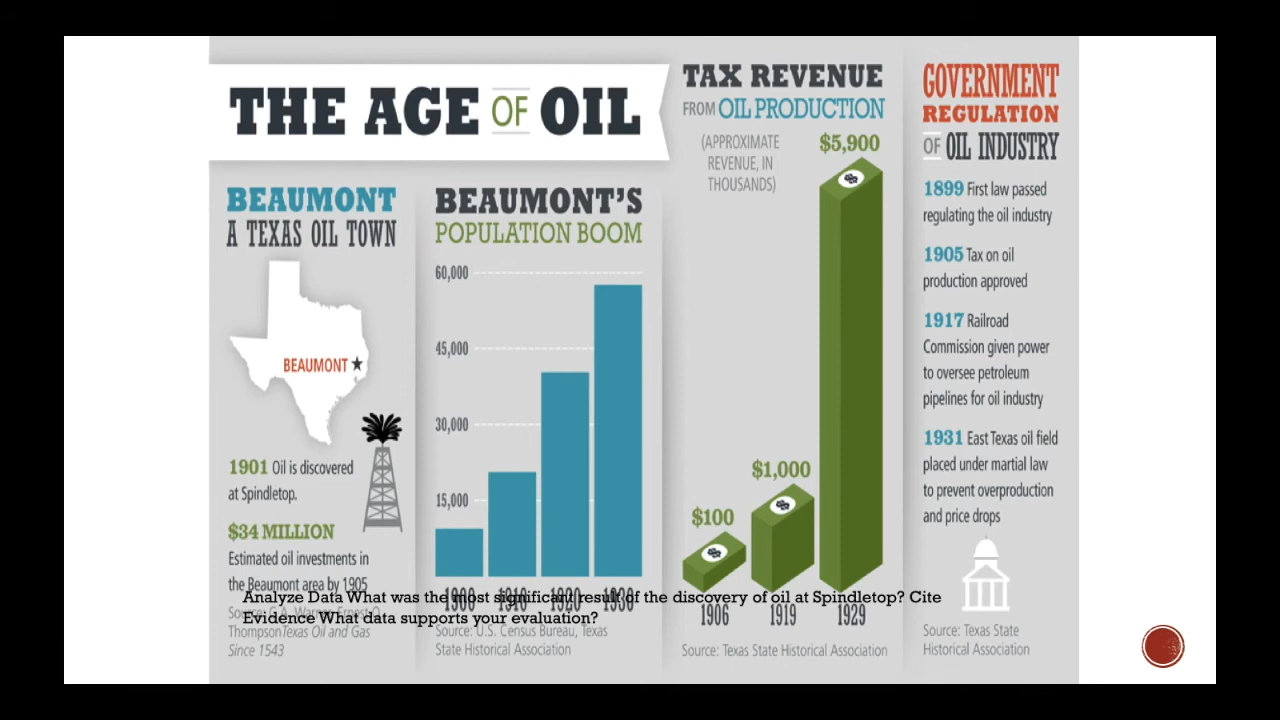 THE AGE OF OIL
BEAUMONT
A TEXAS OIL TOWN
BEAUMONT
1901 Oil is discovered
at Spindletop.
$34 MILLION
Estimated oil investments in
the Beaumont area by 1905
Source: C.A. Warner, Ernest O.
Thompson Texas Oil and Gas
Since 1543
BEAUMONT'S
POPULATION BOOM
60,000
45,000
30,000
15,000
1900 1910 1920 1930
Source: U.S. Census Bureau, Texas
State Historical Association
TAX REVENUE
FROM OIL PRODUCTION
(APPROXIMATE
REVENUE, IN
THOUSANDS)
$5,900
$1,000
$100
1906 1919 1929
Source: Texas State Historical Association
GOVERNMENT
REGULATION
OF OIL INDUSTRY
1899 First law passed
regulating the oil industry
1905 Tax on oil
production approved
1917 Railroad
Commission given power
to oversee petroleum
pipelines for oil industry
1931 East Texas oil field
placed under martial law
to prevent overproduction
and price drops
Source: Texas State
Historical Association
Analyze Data What was the most significant result of the discovery of oil at Spindletop? Cite
Evidence What data supports your evaluation?